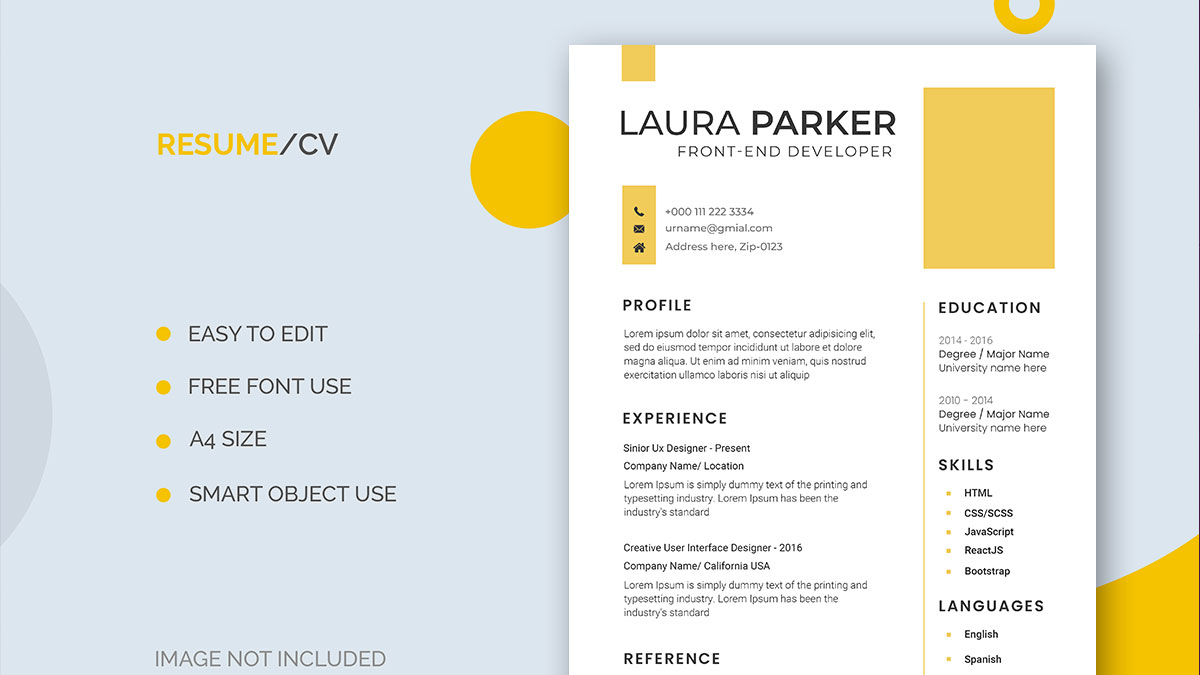 RESUME/CV
EASY TO EDIT
FREE FONT USE
A4 SIZE
SMART OBJECT USE
IMAGE NOT INCLUDED
LAURA PARKER
FRONT-END DEVELOPER
+000 111 222 3334
urname@gmial.com
Address here, Zip-0123
PROFILE
Lorem ipsum dolor sit amet, consectetur adipisicing elit,
sed do eiusmod tempor incididunt ut labore et dolore
magna aliqua. Ut enim ad minim veniam, quis nostrud
exercitation ullamco laboris nisi ut aliquip
EXPERIENCE
Sinior Ux Designer - Present
Company Name/ Location
Lorem Ipsum is simply dummy text of the printing and
typesetting industry. Lorem Ipsum has been the
industry's standard
Creative User Interface Designer - 2016
Company Name/ California USA
Lorem Ipsum is simply dummy text of the printing and
typesetting industry. Lorem Ipsum has been the
industry's standard
REFERENCE
EDUCATION
2014 - 2016
Degree / Major Name
University name here
2010 - 2014
Degree / Major Name
University name here
SKILLS
HTML
CSS/SCSS
JavaScript
ReactJS
Bootstrap
LANGUAGES
English
Spanish